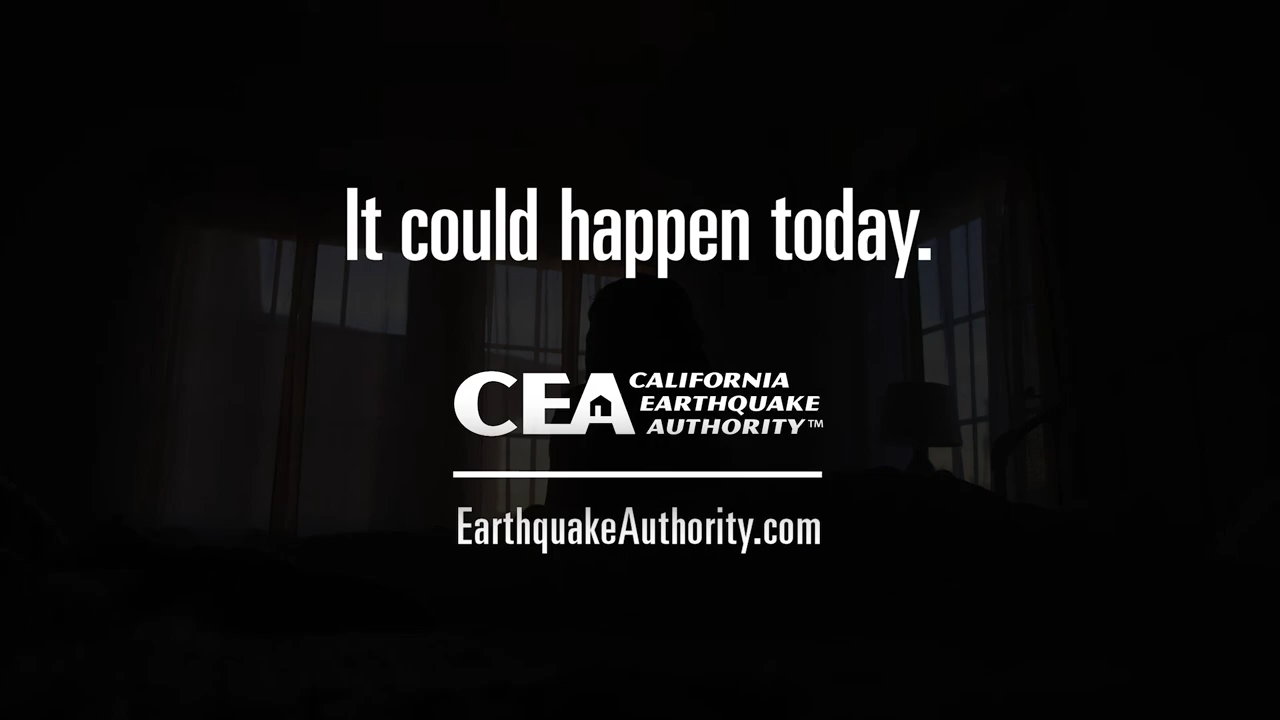 It could happen today.
CEA
CALIFORNIA
EARTHQUAKE
AUTHORITY™
EarthquakeAuthority.com